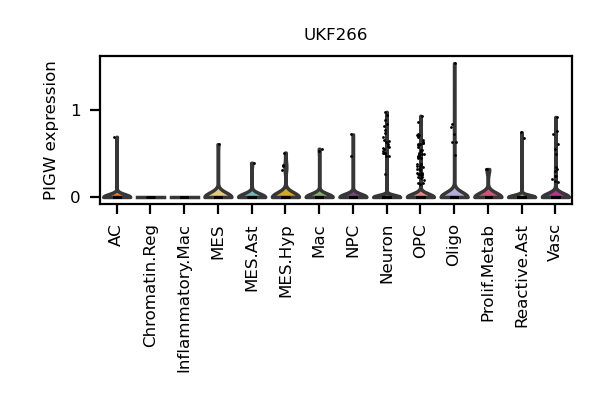 UKF266
PIGW expression
1
0
AC
Chromatin.Reg
Inflammatory.Mac
MES
MES.Ast
MES.Hyp
Mac
NPC
Neuron
OPC
Oligo
Prolif.Metab
Reactive.Ast
Vasc